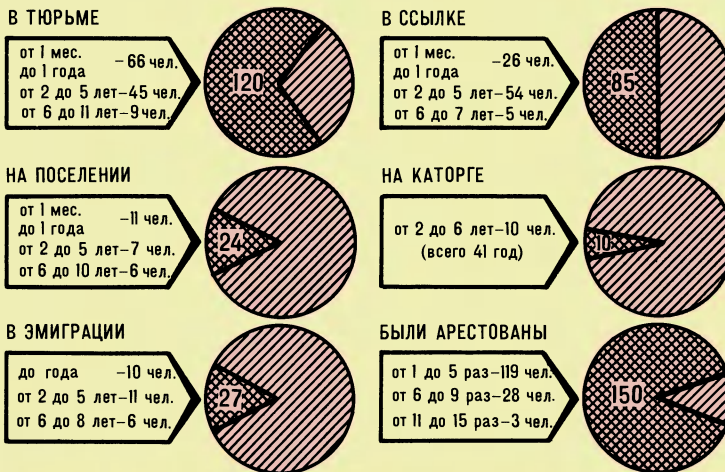 В ТЮРЬМЕ
от 1 мес.
до 1 года
–66 чел.
от 2 до 5 лет–45 чел.
от 6 до 11 лет–9 чел.
120
В ССЫЛКЕ
от 1 мес.
до 1 года
–26 чел.
от 2 до 5 лет–54 чел.
от 6 до 7 лет–5 чел.
85
НА ПОСЕЛЕНИИ
от 1 мес.
до 1 года
–11 чел.
от 2 до 5 лет–7 чел.
от 6 до 10 лет–6 чел.
24
НА КАТОРГЕ
от 2 до 6 лет–10 чел.
(всего 41 год)
10
В ЭМИГРАЦИИ
до года –10 чел.
от 2 до 5 лет–11 чел.
от 6 до 8 лет–6 чел.
27
БЫЛИ АРЕСТОВАНЫ
от 1 до 5 раз–119 чел.
от 6 до 9 раз–28 чел.
от 11 до 15 раз–3 чел.
150